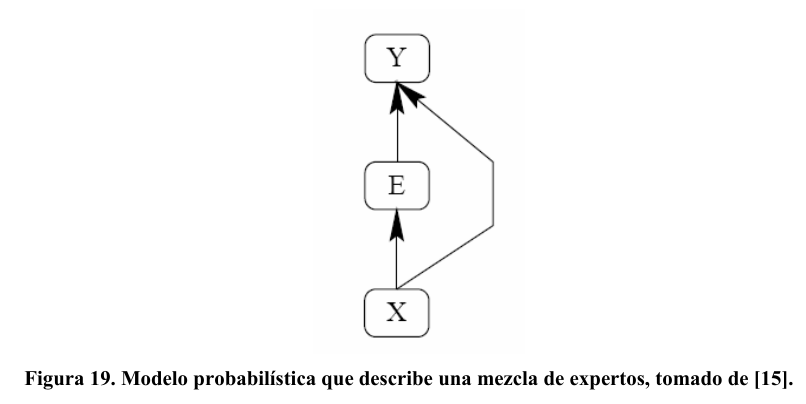 Y
E
X
Figura 19. Modelo probabilística que describe una mezcla de expertos, tomado de [15].